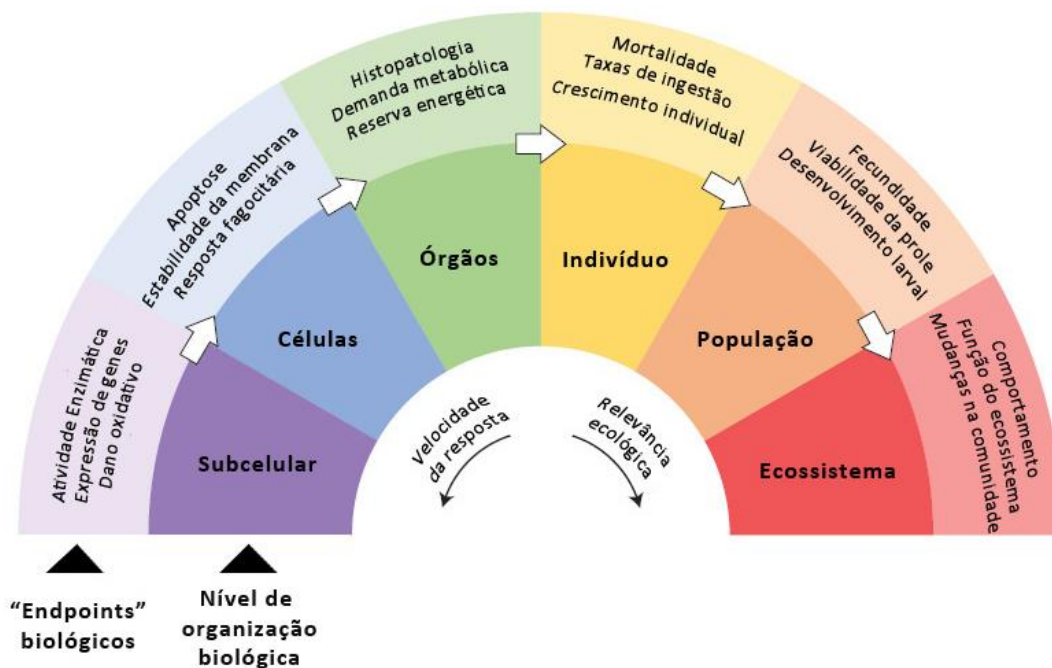 Atividade Enzimática
Expressão de genes
Dano oxidativo
Subcelular
Apoptose
Estabilidade da membrana
Resposta fagocitária
Células
Histopatologia
Demanda metabólica
Reserva energética
Órgãos
Mortalidade
Taxas de ingestão
Crescimento individual
Indivíduo
Fecundidade
Viabilidade da prole
Desenvolvimento larval
População
Comportamento
Função do ecossistema
Mudanças na comunidade
Ecossistema
Velocidade
da resposta
Relevância
ecológica
“Endpoints”
biológicos
Nível de
organização
biológica